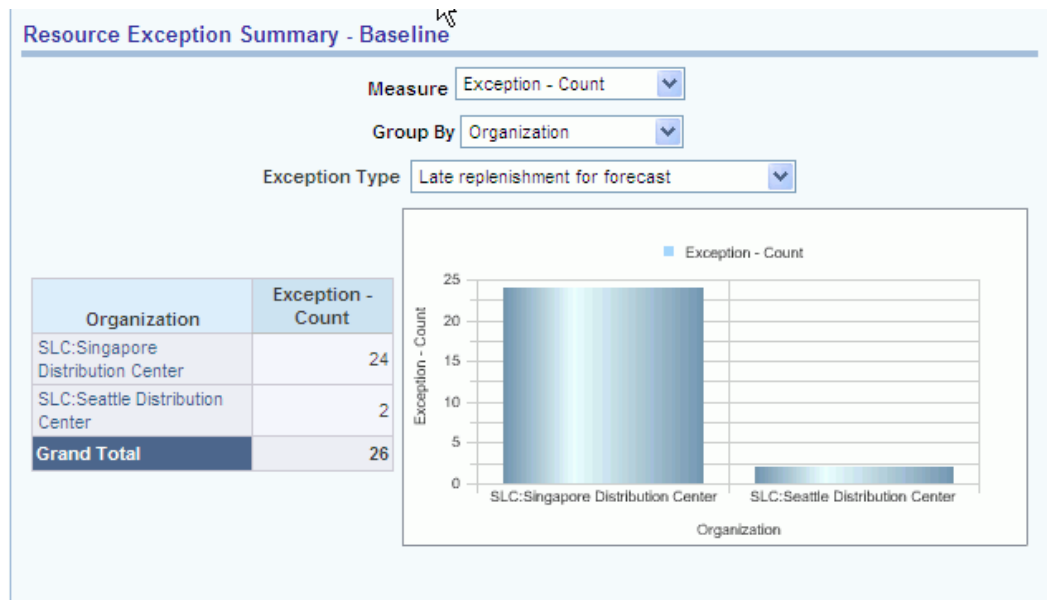 Resource Exception Summary - Baseline
Measure Exception - Count
Group By Organization
Exception Type Late replenishment for forecast
Organization Exception - Count
SLC:Singapore Distribution Center 24
SLC:Seattle Distribution Center 2
Grand Total 26
Exception - Count
Exception - Count
25
20
15
10
5
0
SLC:Singapore Distribution Center SLC:Seattle Distribution Center
Organization